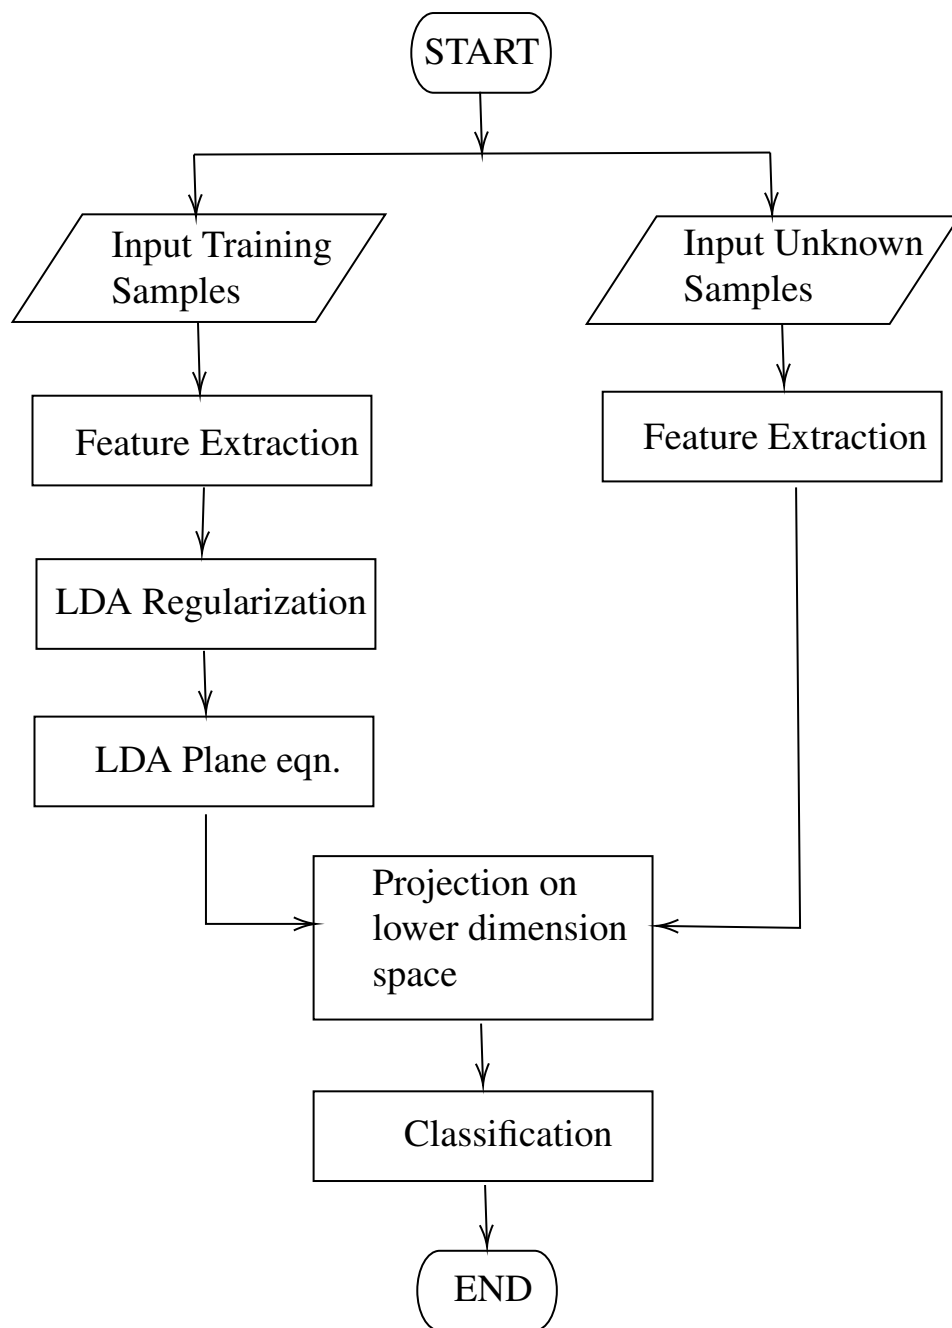 START
Input Training
Samples
Input Unknown
Samples
Feature Extraction
Feature Extraction
LDA Regularization
LDA Plane eqn.
Projection on
lower dimension
space
Classification
END